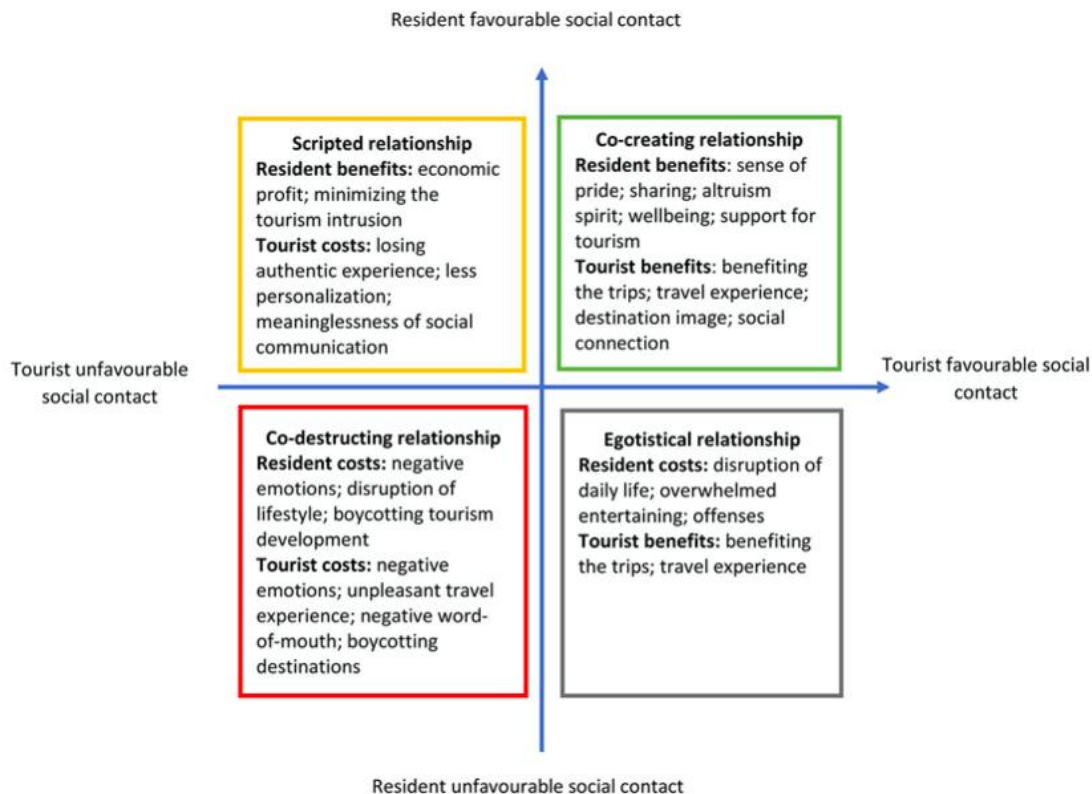 Resident favourable social contact
Scripted relationship
Resident benefits: economic
profit; minimizing the
tourism intrusion
Tourist costs: losing
authentic experience; less
personalization;
meaninglessness of social
communication
Co-creating relationship
Resident benefits: sense of
pride; sharing; altruism
spirit; wellbeing; support for
tourism
Tourist benefits: benefiting
the trips; travel experience;
destination image; social
connection
Tourist unfavourable
social contact
Tourist favourable social
contact
Co-destructing relationship
Resident costs: negative
emotions; disruption of
lifestyle; boycotting tourism
development
Tourist costs: negative
emotions; unpleasant travel
experience; negative word-
of-mouth; boycotting
destinations
Egotistical relationship
Resident costs: disruption of
daily life; overwhelmed
entertaining; offenses
Tourist benefits: benefiting
the trips; travel experience
Resident unfavourable social contact